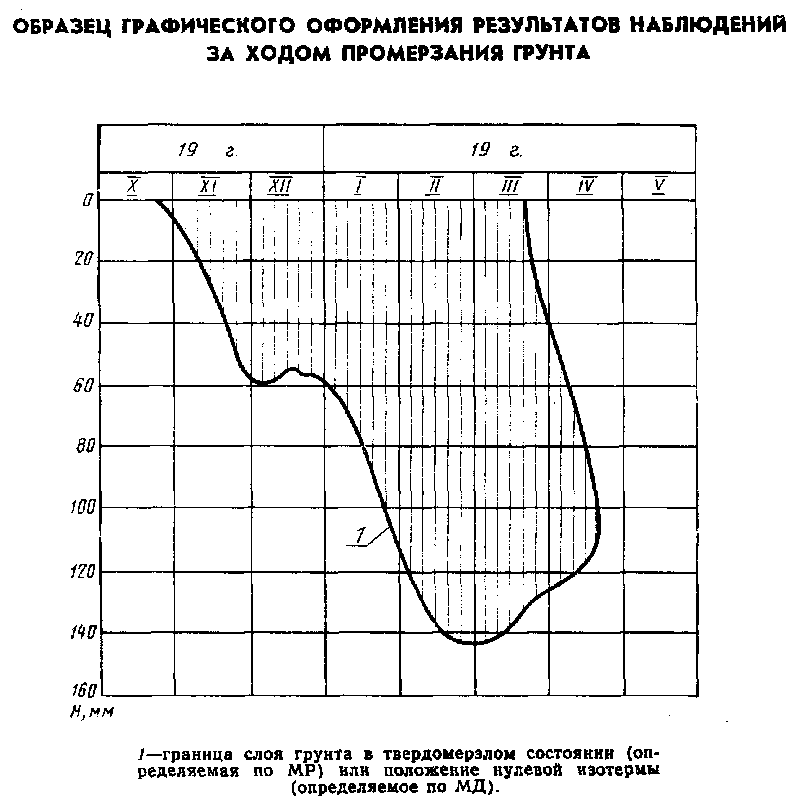 ОБРАЗЕЦ ГРАФИЧЕСКОГО ОФОРМЛЕНИЯ РЕЗУЛЬТАТОВ НАБЛЮДЕНИЙ
ЗА ХОДОМ ПРОМЕРЗАНИЯ ГРУНТА
19 г. 19 г.
X XI XII I II III IV V
0
20
40
60
80
100
1
120
140
160
Н, мм
1—граница слоя грунта в твердомерзлом состоянии (оп-
ределяемая по МР) или положение нулевой изотермы
(определяемое по МД).